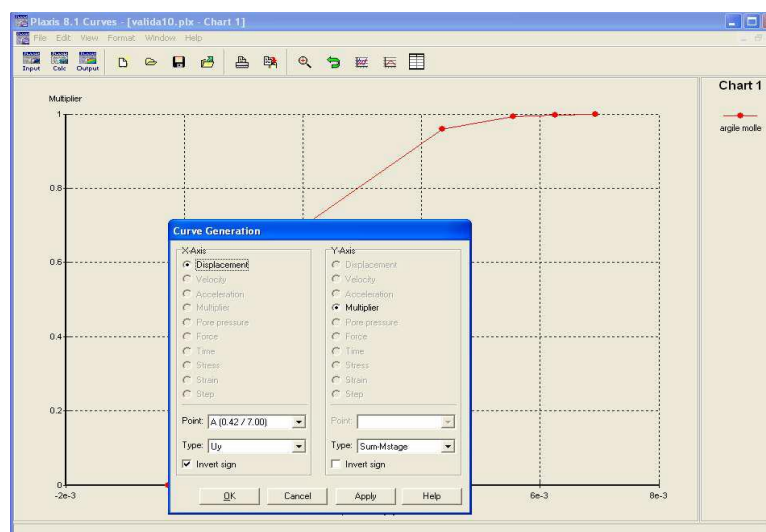 Plaxis 8.1 Curves - [valida10.plx - Chart 1]
File Edit View Format Window Help
Input Calc Output
Chart 1
argile molle
Multiplier
1
0.8
0.6
0.4
0.2
0
-2e-3
6e-3
8e-3
Curve Generation
X-Axis
Displacement
Velocity
Acceleration
Multiplier
Pore pressure
Force
Time
Stress
Strain
Step
Point: A (0.42 / 7.00)
Type: Uy
Invert sign
Y-Axis
Displacement
Velocity
Acceleration
Multiplier
Pore pressure
Force
Time
Stress
Strain
Step
Point:
Type: Sum-Mstage
Invert sign
OK Cancel Apply Help